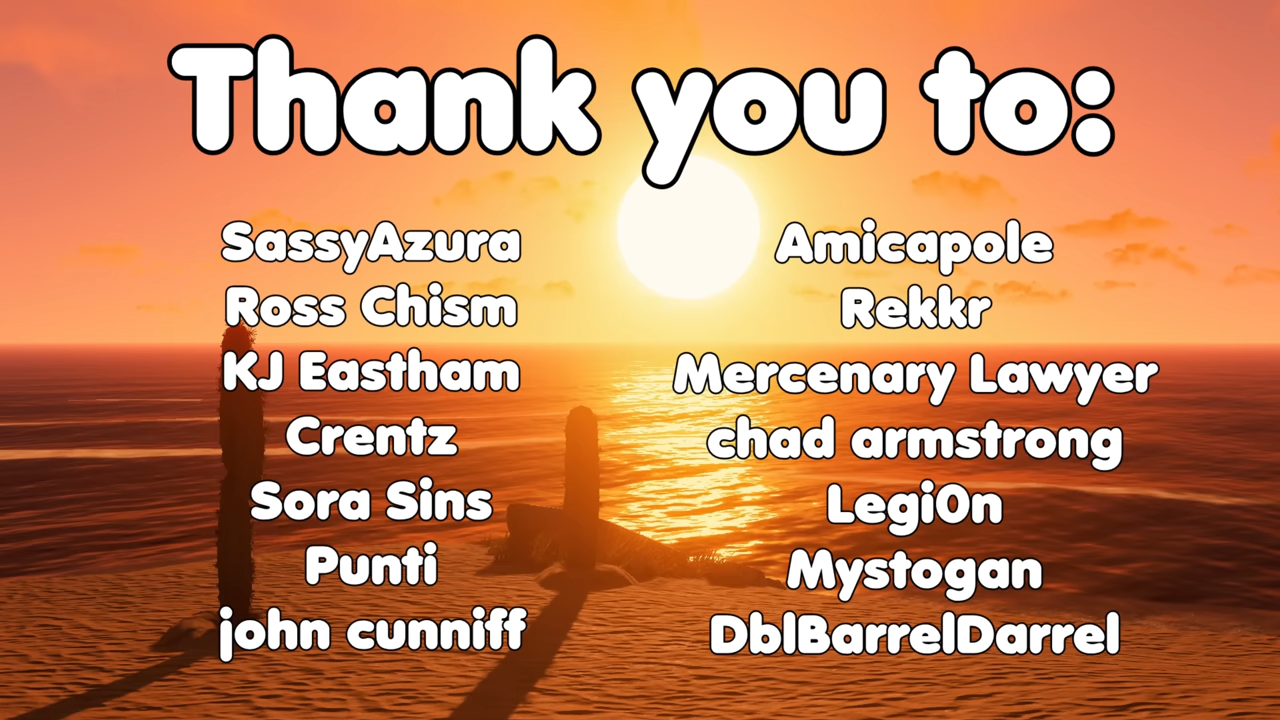 Thank you to:
SassyAzura
Ross Chism
KJ Eastham
Crentz
Sora Sins
Punti
john cunniff
Amicapole
Rekkr
Mercenary Lawyer
chad armstrong
Legi0n
Mystogan
DblBarrelDarrel